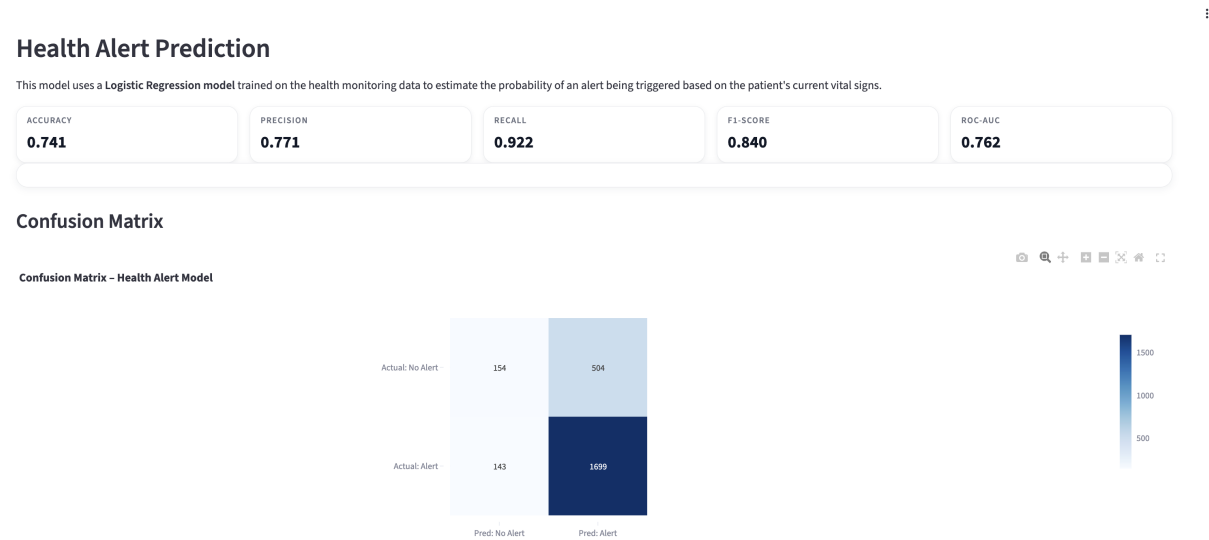 Health Alert Prediction
This model uses a Logistic Regression model trained on the health monitoring data to estimate the probability of an alert being triggered based on the patient's current vital signs.
ACCURACY
0.741
PRECISION
0.771
RECALL
0.922
F1-SCORE
0.840
ROC-AUC
0.762
Confusion Matrix
Confusion Matrix – Health Alert Model
Actual: No Alert
154
504
Actual: Alert
143
1699
Pred: No Alert
Pred: Alert
1500
1000
500